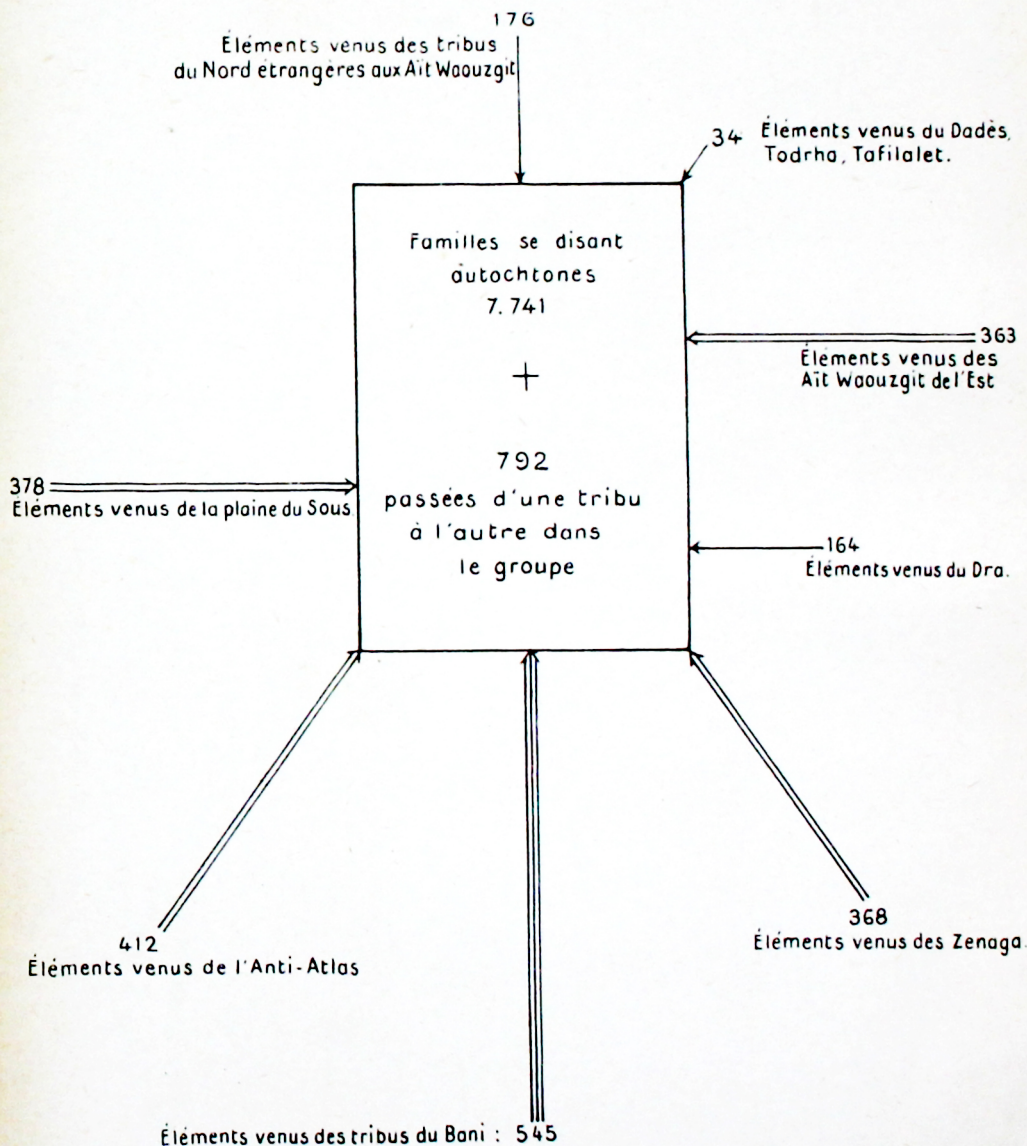 176
Éléments venus des tribus
du Nord étrangères aux Aït Waouzgit
34 Éléments venus du Dadès,
Todrha, Tafilalet.
Familles se disant
autochtones
7.741
+
792
passées d'une tribu
à l'autre dans
le groupe
363
Éléments venus des
Aït Waouzgit de l'Est
378
Éléments venus de la plaine du Sous
164
Éléments venus du Dra.
412
Éléments venus de l'Anti-Atlas
368
Éléments venus des Zenaga.
Éléments venus des tribus du Bani : 545